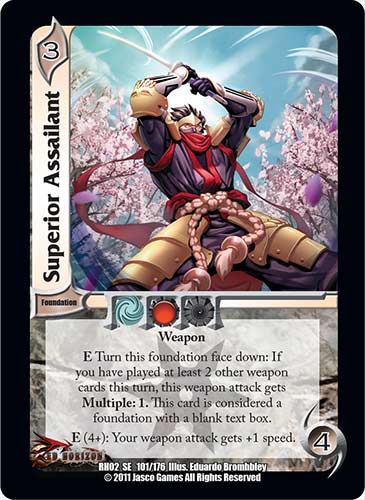 3
Superior Assailant
Foundation
Weapon
E Turn this foundation face down: If
you have played at least 2 other weapon
cards this turn, this weapon attack gets
Multiple: 1. This card is considered a
foundation with a blank text box.
E (4+): Your weapon attack gets +1 speed.
RED HORIZON
4
RH02 SE 101/176 Illus. Eduardo Bromhbley
© 2011 Jasco Games All Rights Reserved